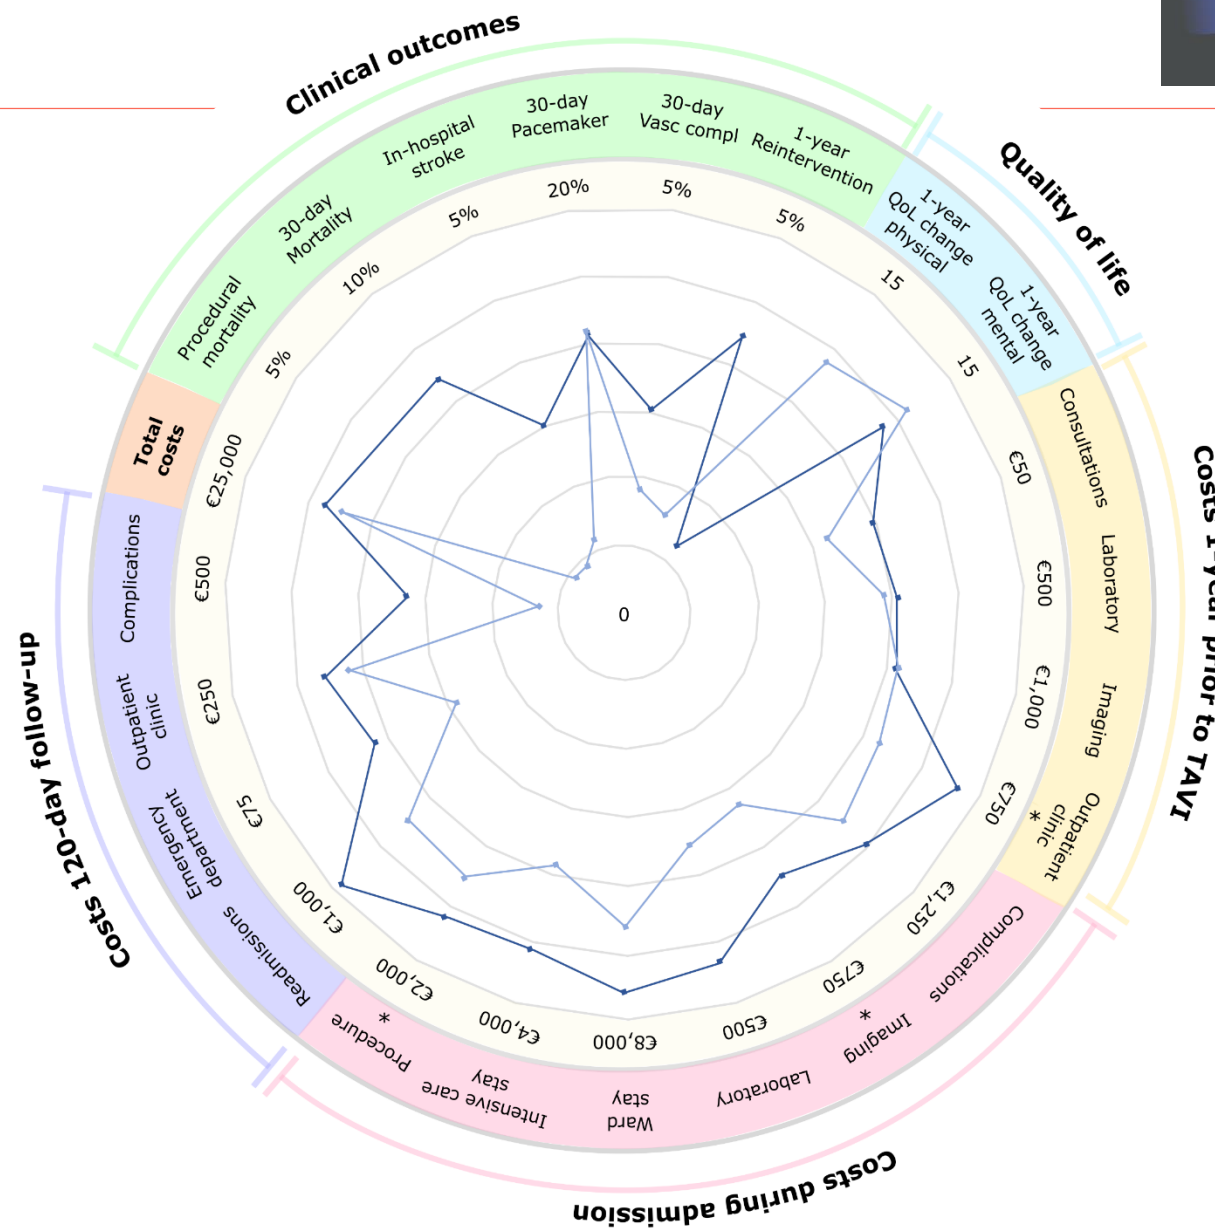 Clinical outcomes
Procedural
mortality
30-day
Mortality
In-hospital
stroke
30-day
Pacemaker
30-day
Vasc compl
1-year
Reintervention
5%
10%
5%
20%
5%
5%
Quality of life
1-year
QoL change
physical
1-year
QoL change
mental
15
15
Costs 1-year prior to TAVI
Consultations
Laboratory
Imaging
Outpatient
clinic
*
€50
€500
€1,000
€750
Costs during admission
Complications
Imaging
*
Laboratory
Ward
stay
Intensive care
stay
Procedure
*
€1,250
€750
€500
€8,000
€4,000
€2,000
Costs 120-day follow-up
Readmissions
Emergency
department
Outpatient
clinic
Complications
€1,000
€75
€250
€500
Total
costs
€25,000
0